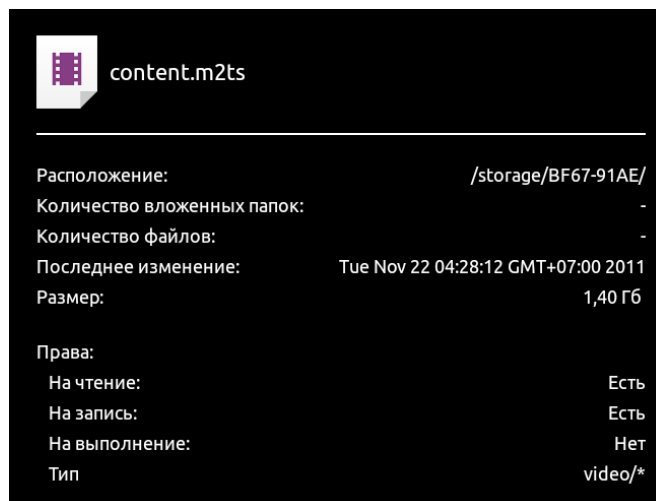 content.m2ts
Расположение: /storage/BF67-91AE/
Количество вложенных папок: -
Количество файлов: -
Последнее изменение: Tue Nov 22 04:28:12 GMT+07:00 2011
Размер: 1,40 Гб
Права:
На чтение: Есть
На запись: Есть
На выполнение: Нет
Тип video/*